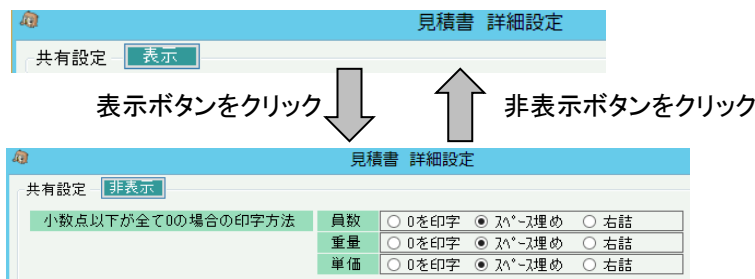 見積書 詳細設定
共有設定 表示
表示ボタンをクリック 非表示ボタンをクリック
見積書 詳細設定
共有設定 非表示
小数点以下が全て0の場合の印字方法 員数 0を印字 ｽﾍﾟｰｽ埋め 右詰
重量 0を印字 ｽﾍﾟｰｽ埋め 右詰
単価 0を印字 ｽﾍﾟｰｽ埋め 右詰